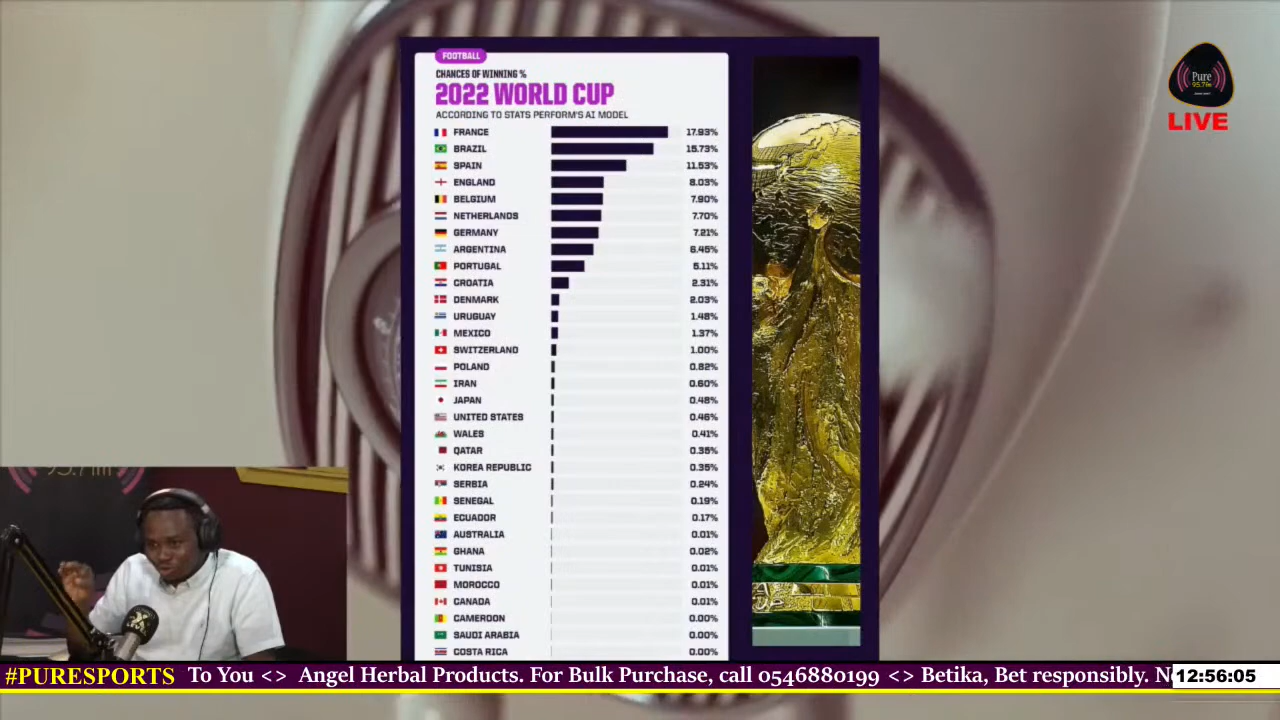 FOOTBALL
CHANCES OF WINNING %
2022 WORLD CUP
ACCORDING TO STATS PERFORM'S AI MODEL
FRANCE 17.93%
BRAZIL 15.73%
SPAIN 11.53%
ENGLAND 8.03%
BELGIUM 7.90%
NETHERLANDS 7.70%
GERMANY 7.21%
ARGENTINA 6.45%
PORTUGAL 5.11%
CROATIA 2.31%
DENMARK 2.03%
URUGUAY 1.48%
MEXICO 1.37%
SWITZERLAND 1.00%
POLAND 0.82%
IRAN 0.60%
JAPAN 0.48%
UNITED STATES 0.46%
WALES 0.41%
QATAR 0.35%
KOREA REPUBLIC 0.35%
SERBIA 0.24%
SENEGAL 0.19%
ECUADOR 0.17%
AUSTRALIA 0.01%
GHANA 0.02%
TUNISIA 0.01%
MOROCCO 0.01%
CANADA 0.01%
CAMEROON 0.00%
SAUDI ARABIA 0.00%
COSTA RICA 0.00%
Pure
95.7fm
LIVE
95.7fm
#PURESPORTS To You <> Angel Herbal Products. For Bulk Purchase, call 0546880199 <> Betika, Bet responsibly. N 12:56:05